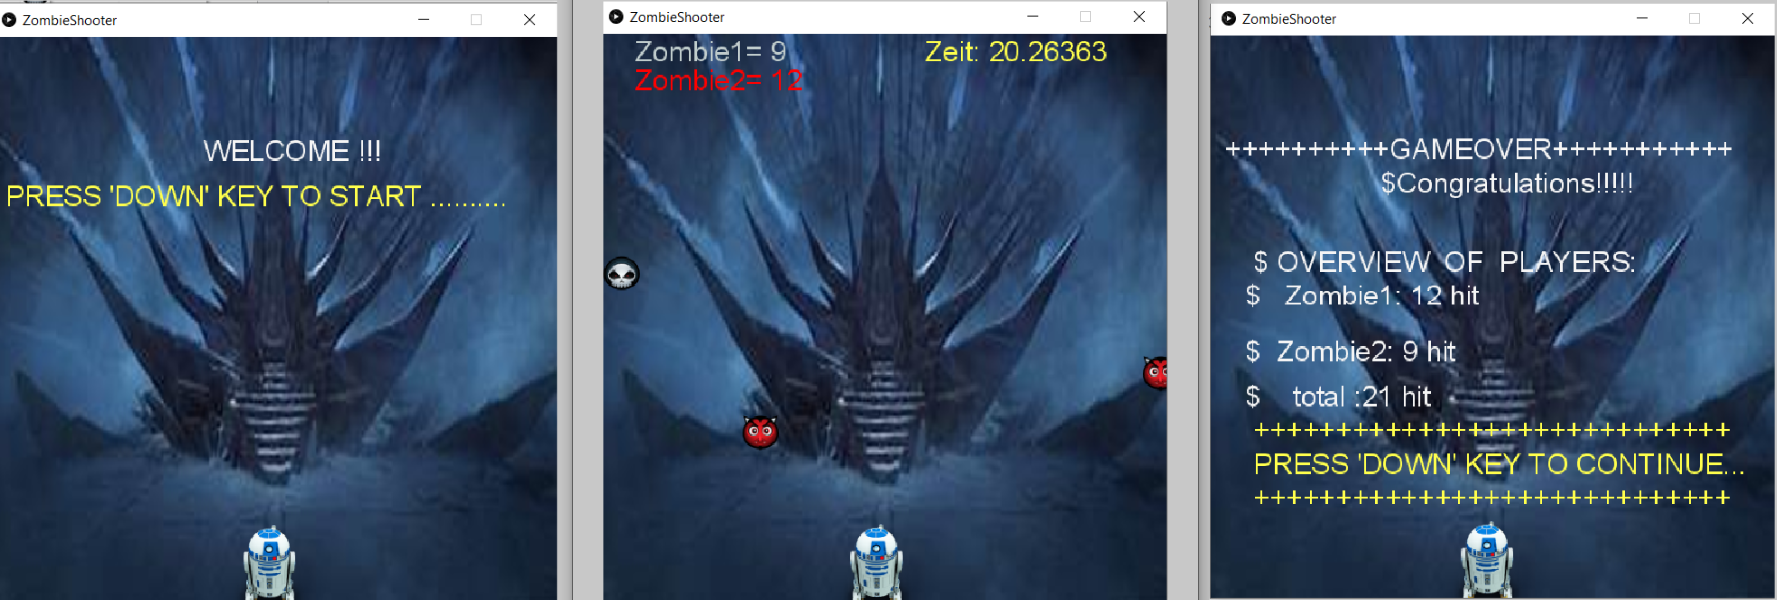 ZombieShooter
WELCOME !!!
PRESS 'DOWN' KEY TO START ..........
ZombieShooter
Zombie1= 9
Zeit: 20.26363
Zombie2= 12
ZombieShooter
++++++++++GAMEOVER+++++++++++
$Congratulations!!!!!
$ OVERVIEW OF PLAYERS:
$ Zombie1: 12 hit
$ Zombie2: 9 hit
$ total :21 hit
+++++++++++++++++++++++++++++
PRESS 'DOWN' KEY TO CONTINUE...
+++++++++++++++++++++++++++++